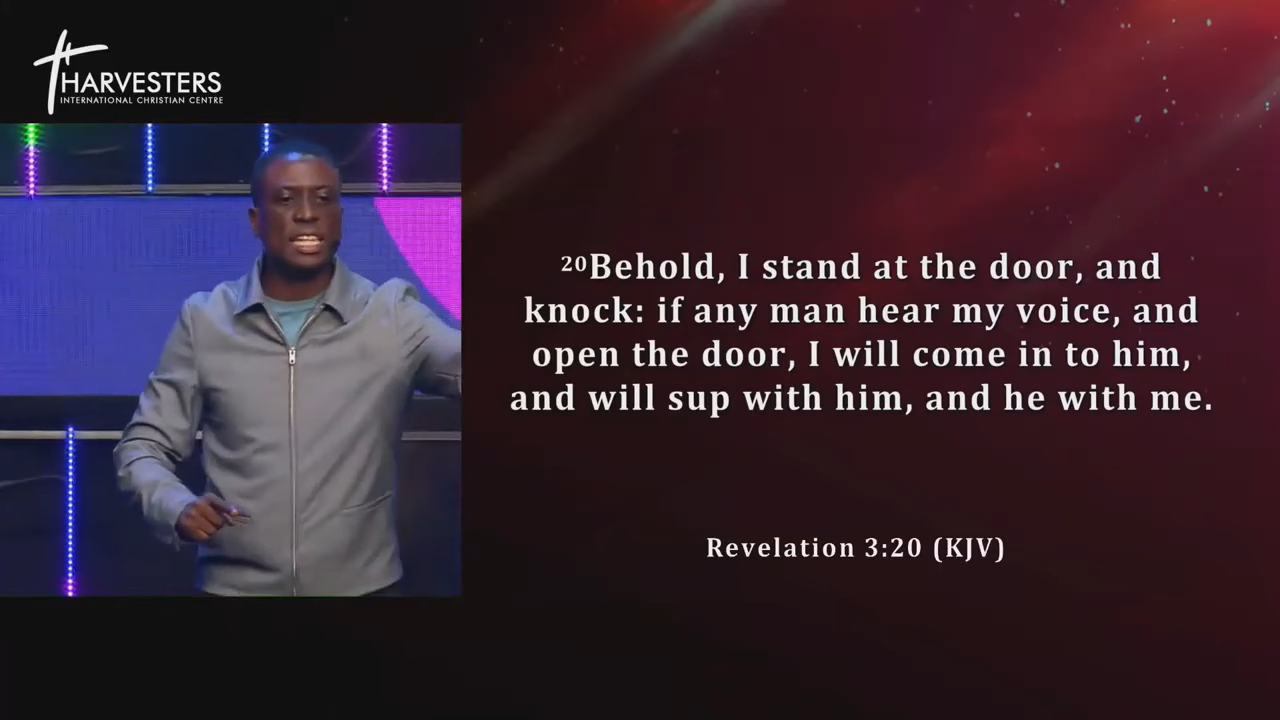 HARVESTERS
INTERNATIONAL CHRISTIAN CENTRE
20Behold, I stand at the door, and
knock: if any man hear my voice, and
open the door, I will come in to him,
and will sup with him, and he with me.
Revelation 3:20 (KJV)